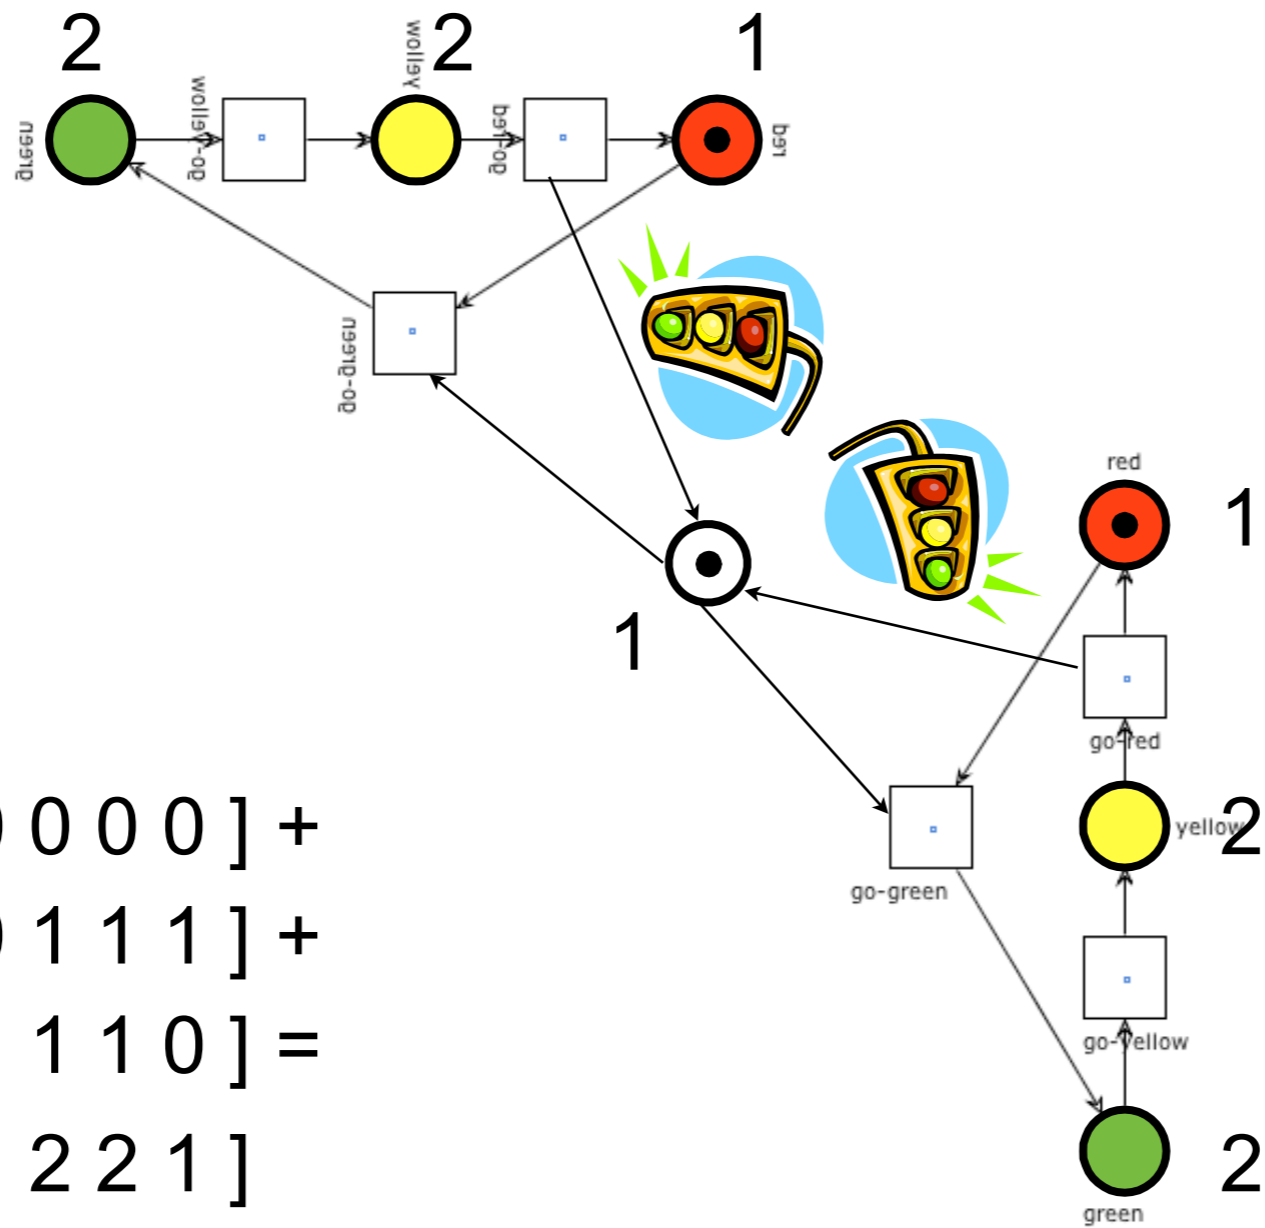 2 2 1
yellow
go-yellow
go-red
green
red
go-green
red
1
1
go-red
0 0 0 ] +
yellow 2
go-green
1 1 1 ] +
go-yellow
1 1 0 ] =
2 2 1 ]
2
green